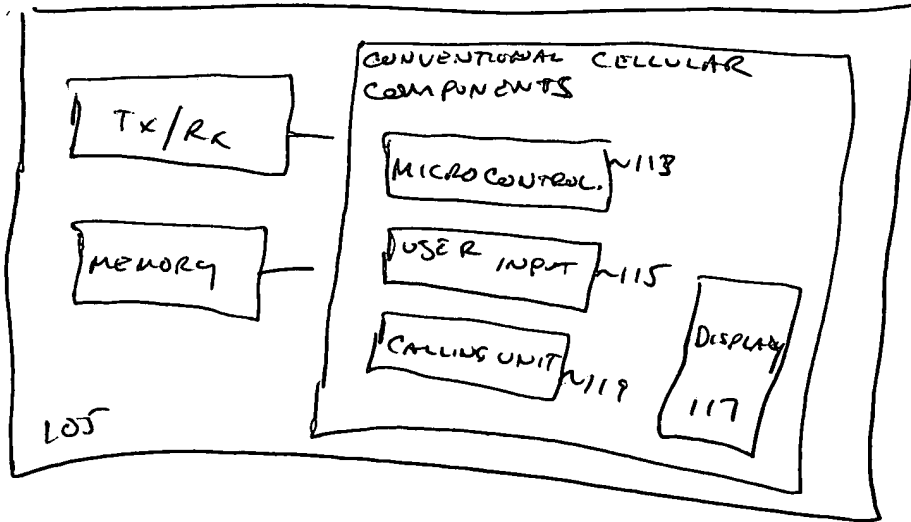 CONVENTIONAL CELLULAR
COMPONENTS
TX/RX
MICROCONTROL.
113
MEMORY
USER INPUT
115
CALLING UNIT
119
DISPLAY
117
105